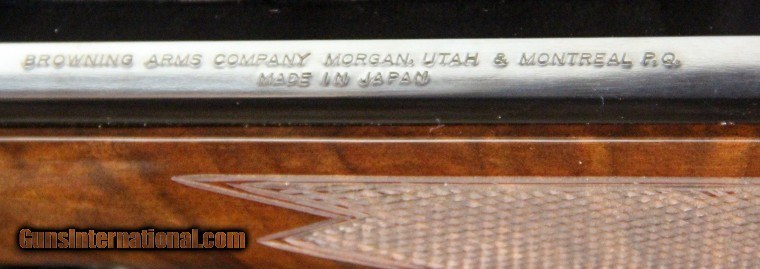 BROWNING ARMS COMPANY MORGAN, UTAH & MONTREAL P.Q.
MADE IN JAPAN
GunsInternational.com